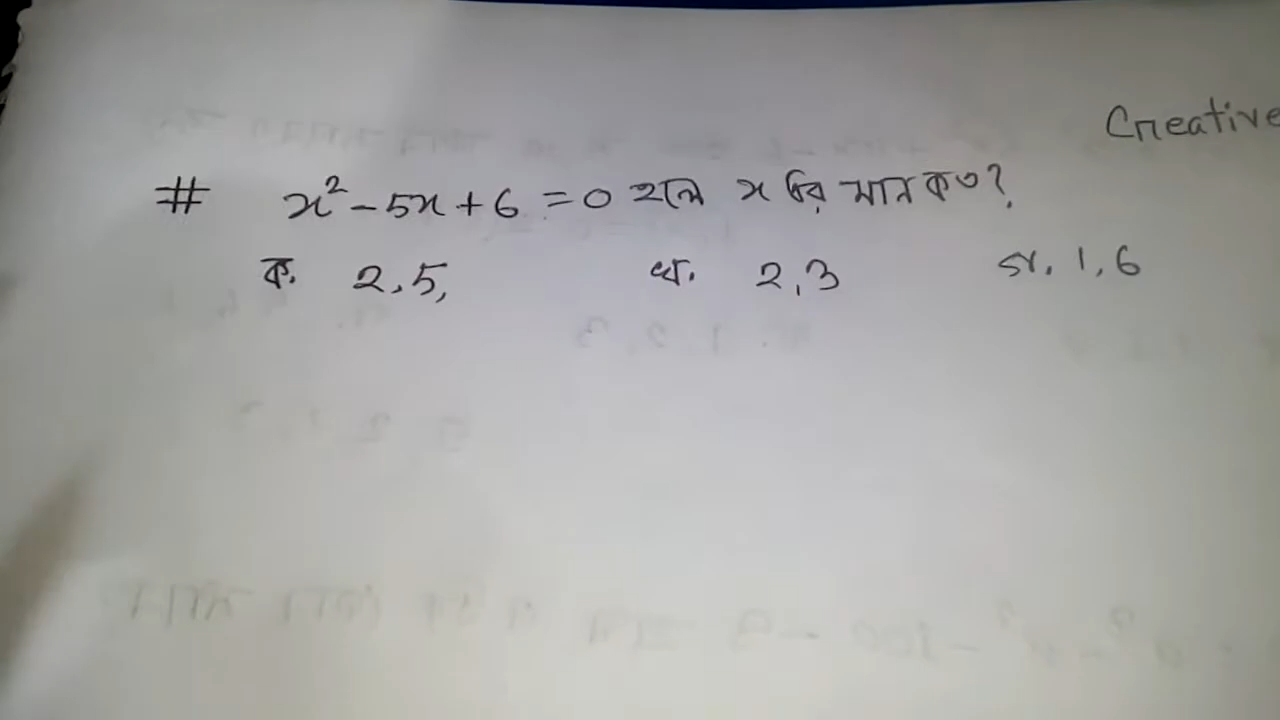 Creative
# x² - 5x + 6 = 0 হলে x এর মান কত?
ক. 2, 5, খ. 2, 3 গ. 1, 6